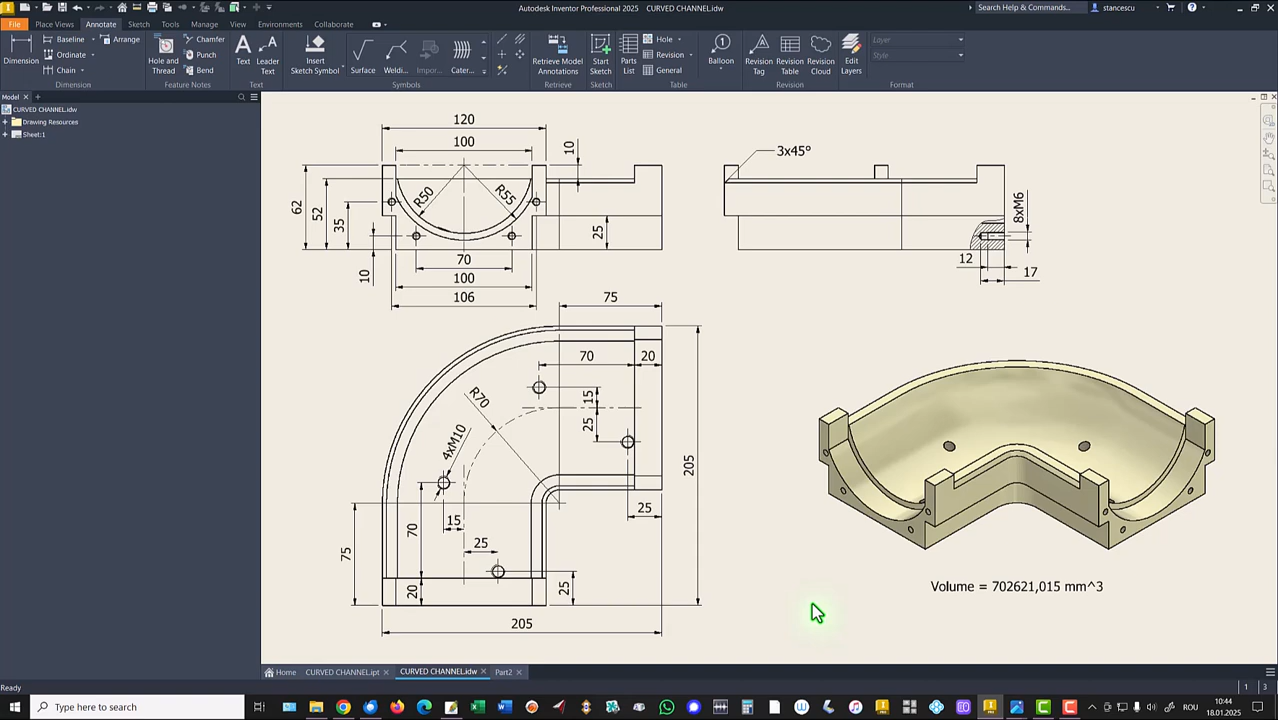 Autodesk Inventor Professional 2025 CURVED CHANNEL.idw
Search Help & Commands...
stancescu
File Place Views Annotate Sketch Tools Manage View Environments Collaborate
Dimension
Baseline
Ordinate
Chain
Arrange
Dimension
Hole and Thread
Chamfer
Punch
Bend
Feature Notes
Text
Leader Text
Text
Insert Sketch Symbol
Surface
Weldi...
Impor...
Cater...
Symbols
Retrieve Model Annotations
Retrieve
Start Sketch
Sketch
Parts List
Hole
Revision
General
Table
Balloon
1
Revision Tag
Revision Table
Revision Cloud
Revision
Edit Layers
Layer
Style
Format
Model
CURVED CHANNEL.idw
Drawing Resources
Sheet:1
120
100
10
R50
R55
62
52
35
10
25
70
100
106
3x45°
8xM6
12
17
75
70
20
15
25
R70
4xM10
205
25
15
70
25
75
20
25
205
Volume = 702621,015 mm^3
Home CURVED CHANNEL.ipt CURVED CHANNEL.idw Part2
Ready
1 3
Type here to search
ROU
10:44
18.01.2025